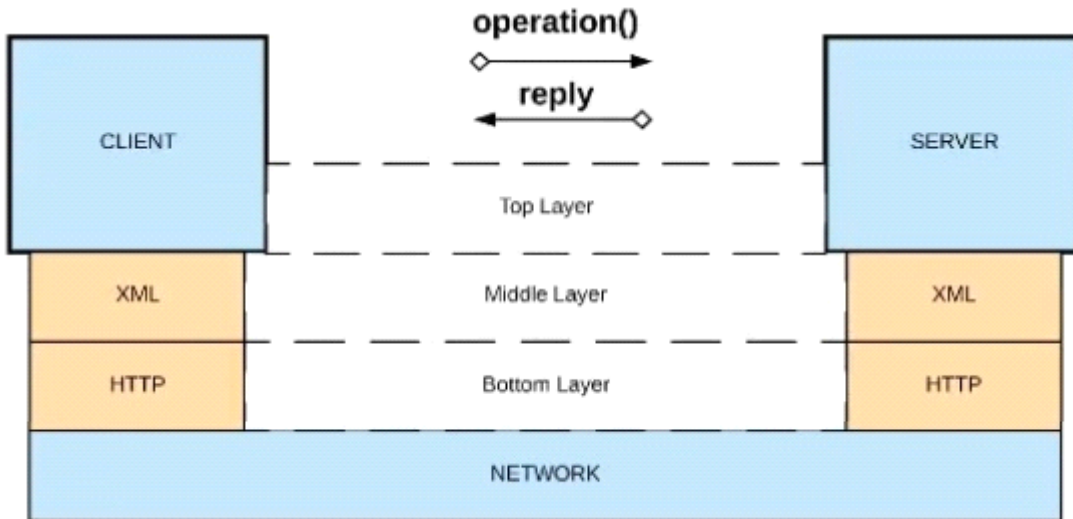 operation()
reply
CLIENT
SERVER
Top Layer
XML
Middle Layer
XML
HTTP
Bottom Layer
HTTP
NETWORK